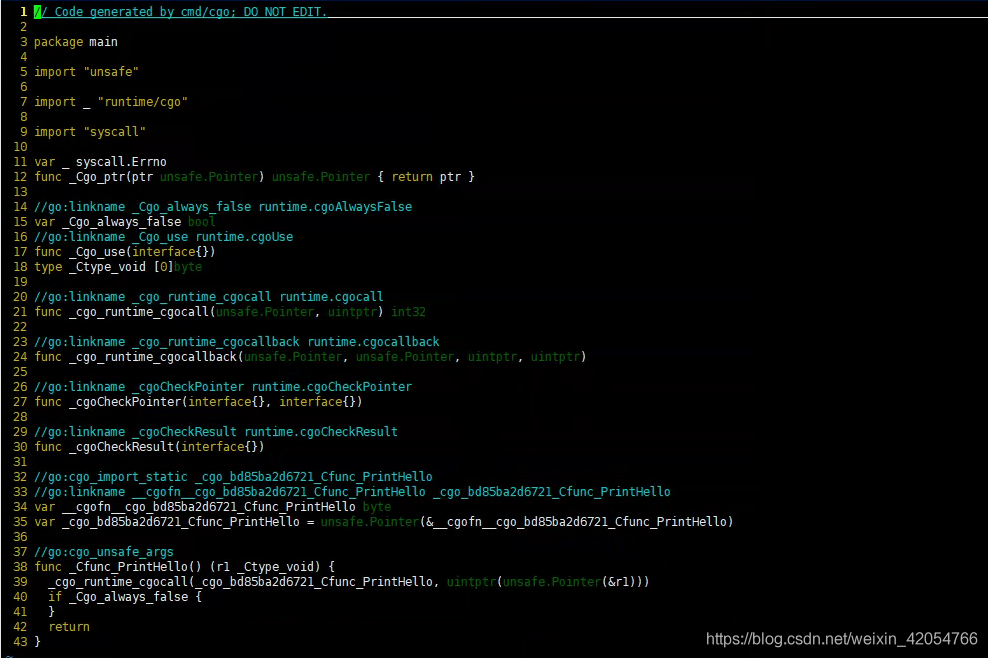 1 // Code generated by cmd/cgo; DO NOT EDIT.
2
3 package main
4
5 import "unsafe"
6
7 import _ "runtime/cgo"
8
9 import "syscall"
10
11 var _ syscall.Errno
12 func _Cgo_ptr(ptr unsafe.Pointer) unsafe.Pointer { return ptr }
13
14 //go:linkname _Cgo_always_false runtime.cgoAlwaysFalse
15 var _Cgo_always_false bool
16 //go:linkname _Cgo_use runtime.cgoUse
17 func _Cgo_use(interface{})
18 type _Ctype_void [0]byte
19
20 //go:linkname _cgo_runtime_cgocall runtime.cgocall
21 func _cgo_runtime_cgocall(unsafe.Pointer, uintptr) int32
22
23 //go:linkname _cgo_runtime_cgocallback runtime.cgocallback
24 func _cgo_runtime_cgocallback(unsafe.Pointer, unsafe.Pointer, uintptr, uintptr)
25
26 //go:linkname _cgoCheckPointer runtime.cgoCheckPointer
27 func _cgoCheckPointer(interface{}, interface{})
28
29 //go:linkname _cgoCheckResult runtime.cgoCheckResult
30 func _cgoCheckResult(interface{})
31
32 //go:cgo_import_static _cgo_bd85ba2d6721_Cfunc_PrintHello
33 //go:linkname __cgofn__cgo_bd85ba2d6721_Cfunc_PrintHello _cgo_bd85ba2d6721_Cfunc_PrintHello
34 var __cgofn__cgo_bd85ba2d6721_Cfunc_PrintHello byte
35 var _cgo_bd85ba2d6721_Cfunc_PrintHello = unsafe.Pointer(&__cgofn__cgo_bd85ba2d6721_Cfunc_PrintHello)
36
37 //go:cgo_unsafe_args
38 func _Cfunc_PrintHello() (r1 _Ctype_void) {
39   _cgo_runtime_cgocall(_cgo_bd85ba2d6721_Cfunc_PrintHello, uintptr(unsafe.Pointer(&r1)))
40   if _Cgo_always_false {
41   }
42   return
43 }
https://blog.csdn.net/weixin_42054766
~